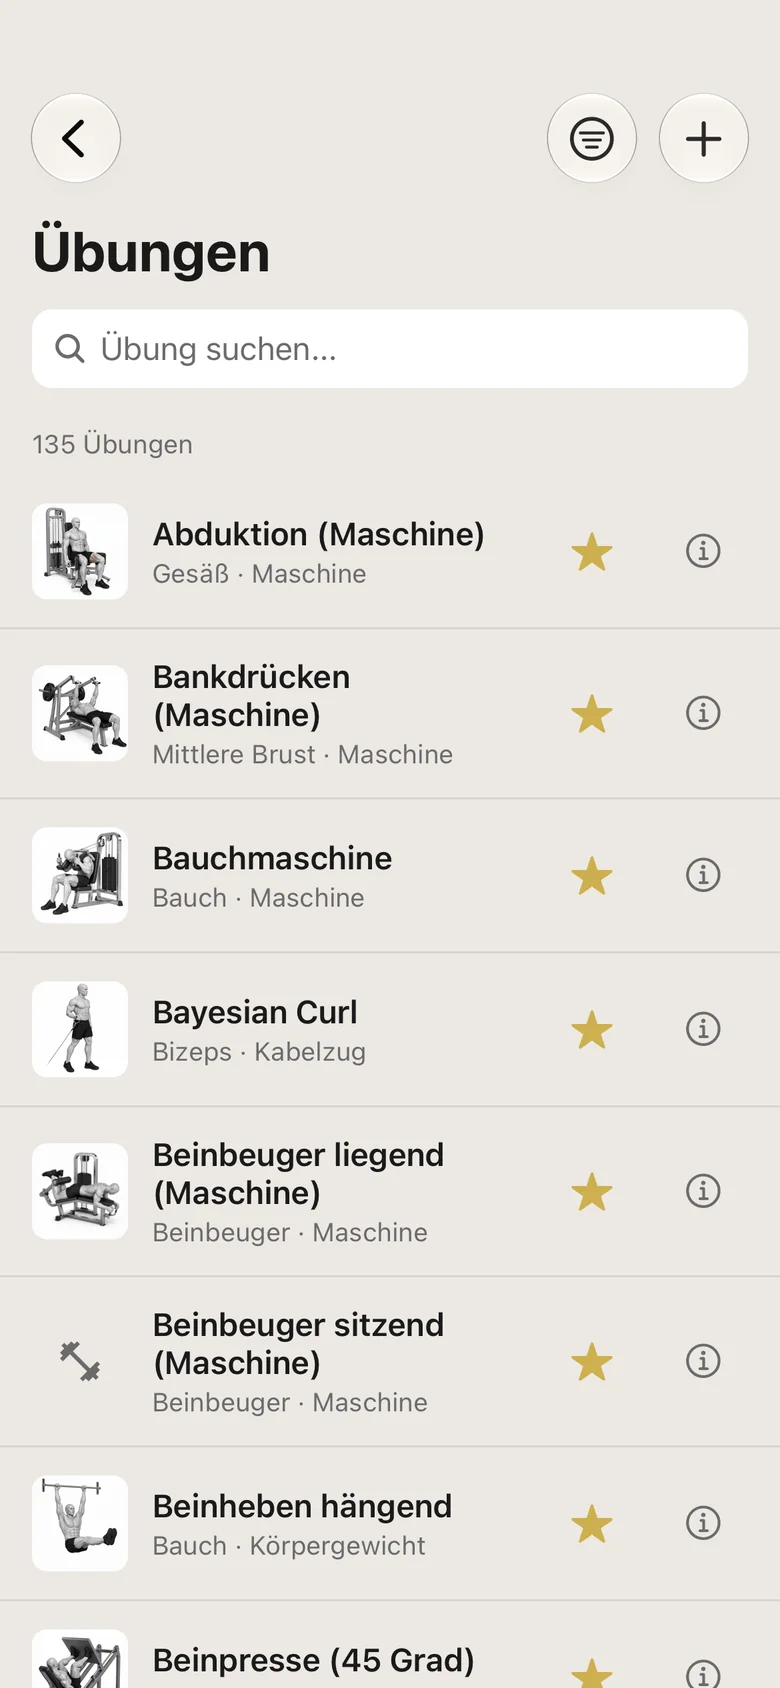 Übungen
Übung suchen...
135 Übungen
Abduktion (Maschine)
Gesäß · Maschine
Bankdrücken
(Maschine)
Mittlere Brust · Maschine
Bauchmaschine
Bauch · Maschine
Bayesian Curl
Bizeps · Kabelzug
Beinbeuger liegend
(Maschine)
Beinbeuger · Maschine
Beinbeuger sitzend
(Maschine)
Beinbeuger · Maschine
Beinheben hängend
Bauch · Körpergewicht
Beinpresse (45 Grad)